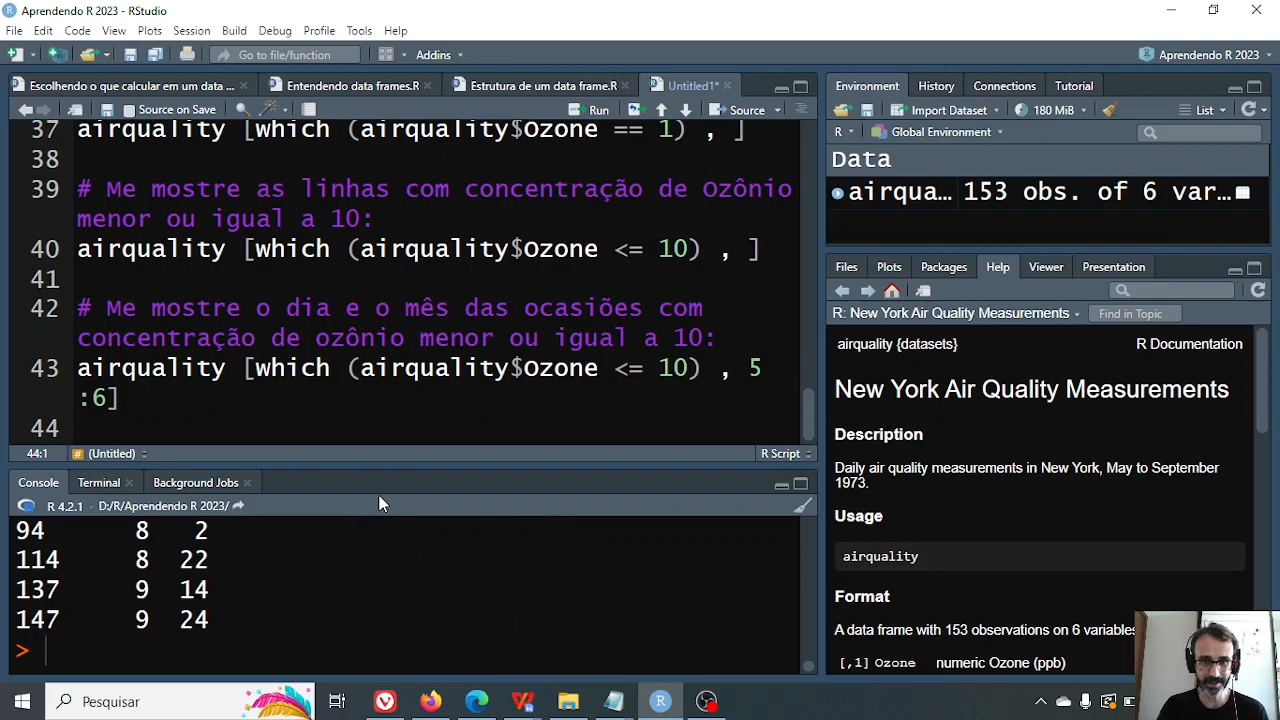 Aprendendo R 2023 - RStudio
File Edit Code View Plots Session Build Debug Profile Tools Help
Go to file/function Addins Aprendendo R 2023
Escolhendo o que calcular em um data ... Entendendo data frames.R Estrutura de um data frame.R Untitled1*
Source on Save Run Source
37 airquality [which (airquality$Ozone == 1) , ]
38
39 # Me mostre as linhas com concentração de Ozônio
menor ou igual a 10:
40 airquality [which (airquality$Ozone <= 10) , ]
41
42 # Me mostre o dia e o mês das ocasiões com
concentração de ozônio menor ou igual a 10:
43 airquality [which (airquality$Ozone <= 10) , 5
:6]
44
44:1 # (Untitled) R Script
Console Terminal Background Jobs
R 4.2.1 · D:/R/Aprendendo R 2023/
94 8 2
114 8 22
137 9 14
147 9 24
>
Environment History Connections Tutorial
Import Dataset 180 MiB List
R Global Environment
Data
airqua... 153 obs. of 6 var...
Files Plots Packages Help Viewer Presentation
R: New York Air Quality Measurements Find in Topic
airquality {datasets} R Documentation
New York Air Quality Measurements
Description
Daily air quality measurements in New York, May to September
1973.
Usage
airquality
Format
A data frame with 153 observations on 6 variables
[,1] Ozone numeric Ozone (ppb)
Pesquisar